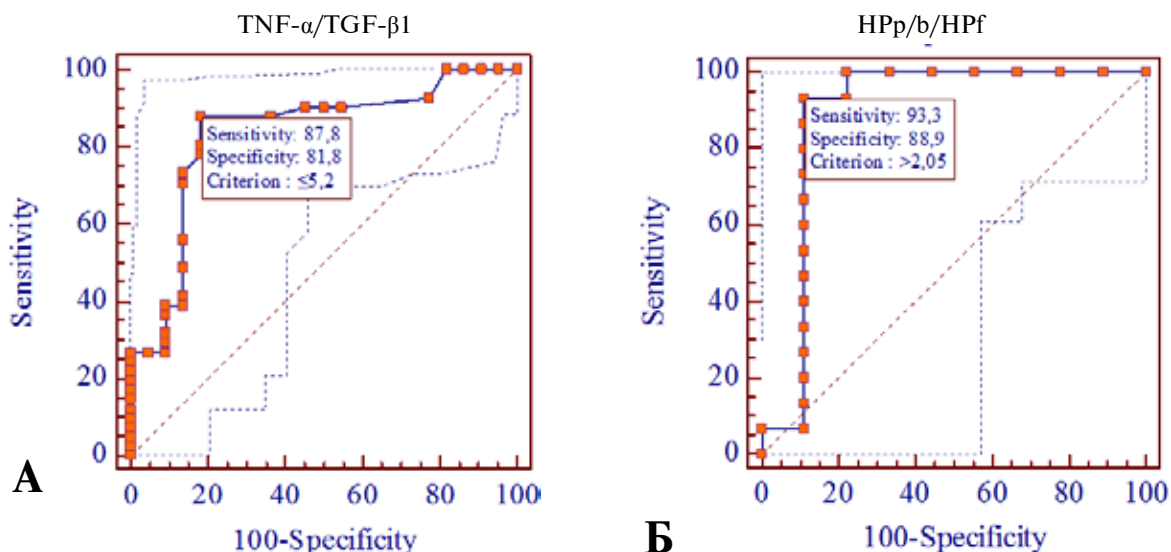 TNF-α/TGF-β1
100
80
60
40
20
0
Sensitivity
Sensitivity: 87,8
Specificity: 81,8
Criterion : ≤5,2
0 20 40 60 80 100
100-Specificity
А
HPp/b/HPf
100
80
60
40
20
0
Sensitivity
Sensitivity: 93,3
Specificity: 88,9
Criterion : >2,05
0 20 40 60 80 100
100-Specificity
Б